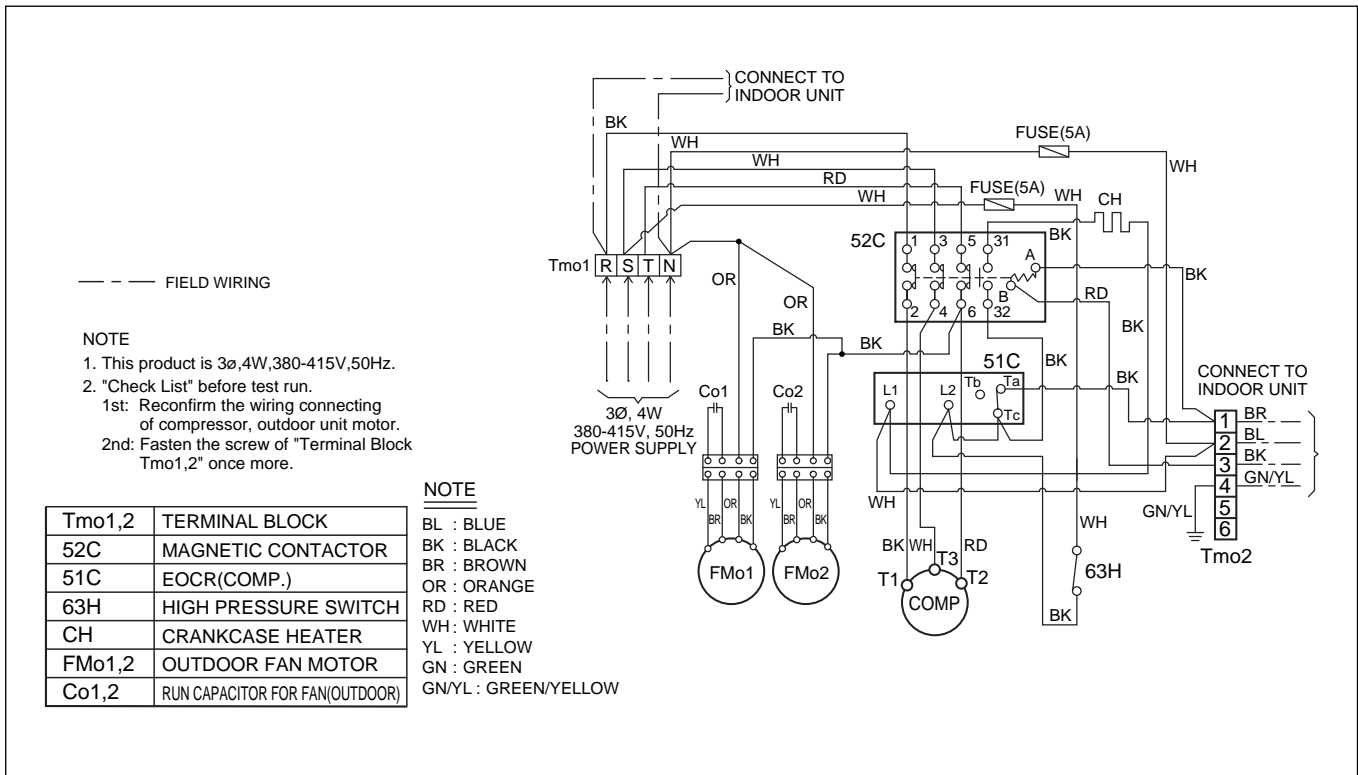 CONNECT TO
INDOOR UNIT
BK
WH
FUSE(5A)
WH
WH
RD
FUSE(5A)
WH
WH
CH
52C
1 3 5 31
BK
A
B
2 4 6 32
BK
RD
BK
Tmo1 R S T N
OR
OR
BK
BK
FIELD WIRING
NOTE
1. This product is 3ø,4W,380-415V,50Hz.
2. "Check List" before test run.
1st: Reconfirm the wiring connecting
of compressor, outdoor unit motor.
2nd: Fasten the screw of "Terminal Block
Tmo1,2" once more.
3Ø, 4W
380-415V, 50Hz
POWER SUPPLY
Co1
Co2
51C
L1 L2 Tb Ta
Tc
BK
BK
CONNECT TO
INDOOR UNIT
1 BR
2 BL
3 BK
4 GN/YL
5
6
Tmo2
GN/YL
WH
WH
63H
BK
YL BR OR BK
YL BR OR BK
FMo1
FMo2
BK WH RD
T1 T3 T2
COMP
Tmo1,2 TERMINAL BLOCK
52C MAGNETIC CONTACTOR
51C EOCR(COMP.)
63H HIGH PRESSURE SWITCH
CH CRANKCASE HEATER
FMo1,2 OUTDOOR FAN MOTOR
Co1,2 RUN CAPACITOR FOR FAN(OUTDOOR)
NOTE
BL : BLUE
BK : BLACK
BR : BROWN
OR : ORANGE
RD : RED
WH : WHITE
YL : YELLOW
GN : GREEN
GN/YL : GREEN/YELLOW